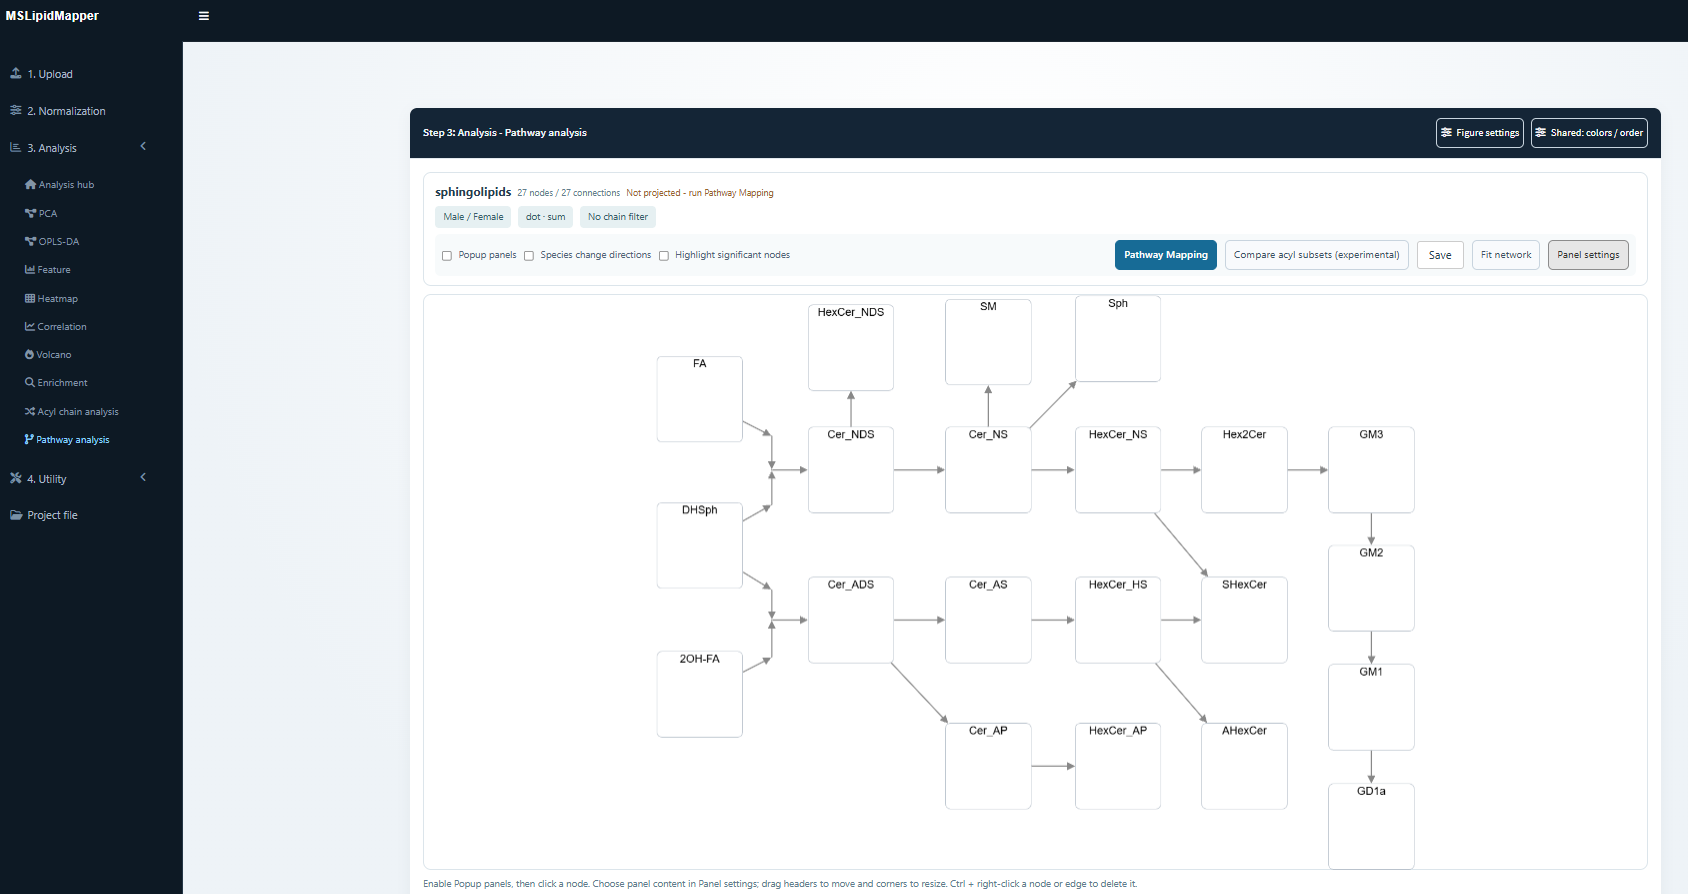 MSLipidMapper
1. Upload
2. Normalization
3. Analysis
Analysis hub
PCA
OPLS-DA
Feature
Heatmap
Correlation
Volcano
Enrichment
Acyl chain analysis
Pathway analysis
4. Utility
Project file
Step 3: Analysis - Pathway analysis
Figure settings
Shared: colors / order
sphingolipids 27 nodes / 27 connections · Not projected - run Pathway Mapping
Male / Female
dot · sum
No chain filter
Popup panels
Species change directions
Highlight significant nodes
Pathway Mapping
Compare acyl subsets (experimental)
Save
Fit network
Panel settings
HexCer_NDS
SM
Sph
FA
Cer_NDS
Cer_NS
HexCer_NS
Hex2Cer
GM3
DHSph
GM2
Cer_ADS
Cer_AS
HexCer_HS
SHexCer
2OH-FA
GM1
Cer_AP
HexCer_AP
AHexCer
GD1a
Enable Popup panels, then click a node. Choose panel content in Panel settings; drag headers to move and corners to resize. Ctrl + right-click a node or edge to delete it.